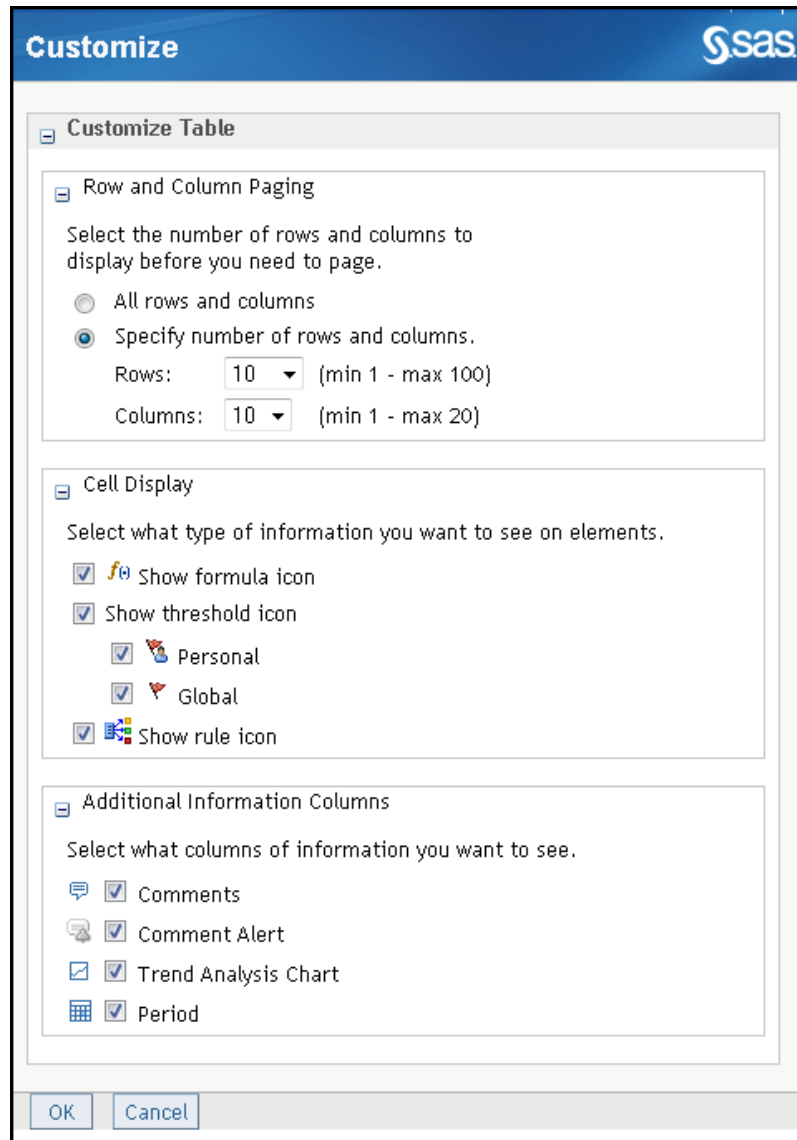 Customize
sas
Customize Table
Row and Column Paging
Select the number of rows and columns to
display before you need to page.
All rows and columns
Specify number of rows and columns.
Rows: 10 (min 1 - max 100)
Columns: 10 (min 1 - max 20)
Cell Display
Select what type of information you want to see on elements.
Show formula icon
Show threshold icon
Personal
Global
Show rule icon
Additional Information Columns
Select what columns of information you want to see.
Comments
Comment Alert
Trend Analysis Chart
Period
OK Cancel